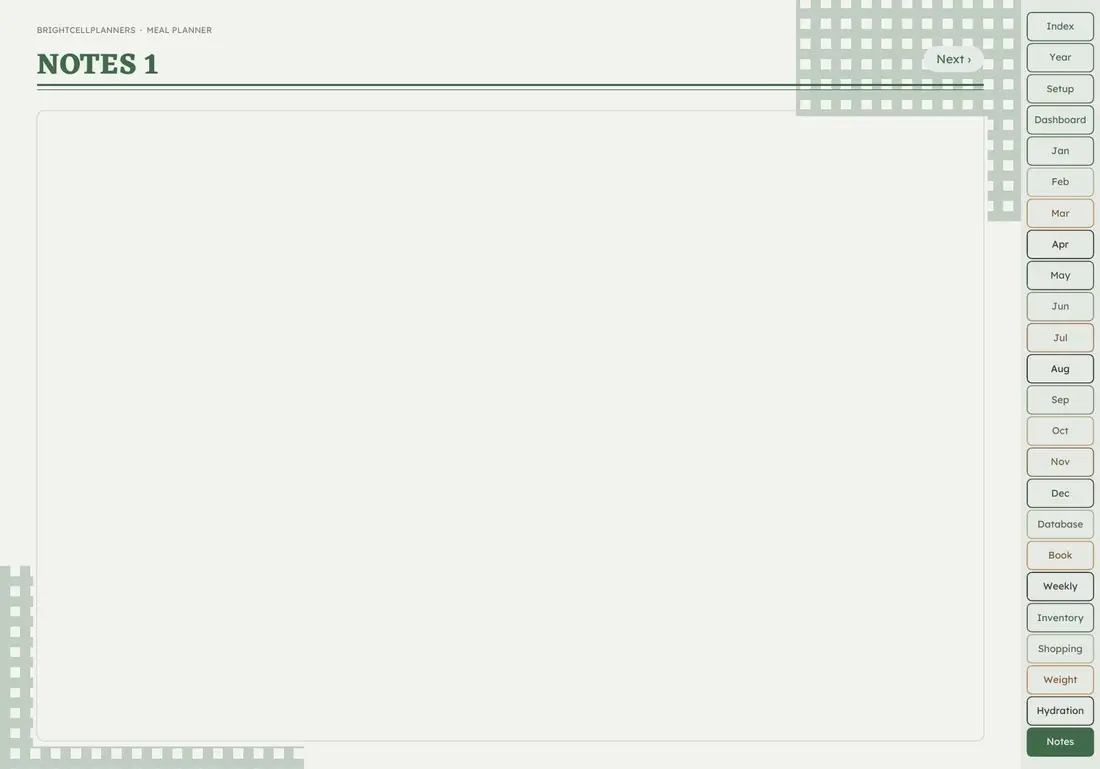 BRIGHTCELLPLANNERS · MEAL PLANNER
NOTES 1
Next ›
Index
Year
Setup
Dashboard
Jan
Feb
Mar
Apr
May
Jun
Jul
Aug
Sep
Oct
Nov
Dec
Database
Book
Weekly
Inventory
Shopping
Weight
Hydration
Notes